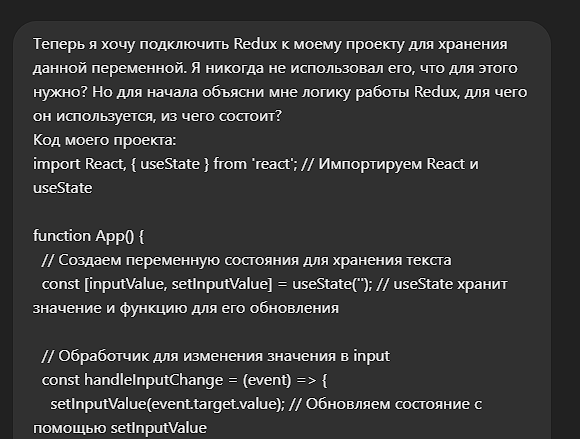 Теперь я хочу подключить Redux к моему проекту для хранения
данной переменной. Я никогда не использовал его, что для этого
нужно? Но для начала объясни мне логику работы Redux, для чего
он используется, из чего состоит?
Код моего проекта:
import React, { useState } from 'react'; // Импортируем React и
useState

function App() {
  // Создаем переменную состояния для хранения текста
  const [inputValue, setInputValue] = useState(''); // useState хранит
значение и функцию для его обновления

  // Обработчик для изменения значения в input
  const handleInputChange = (event) => {
    setInputValue(event.target.value); // Обновляем состояние с
помощью setInputValue